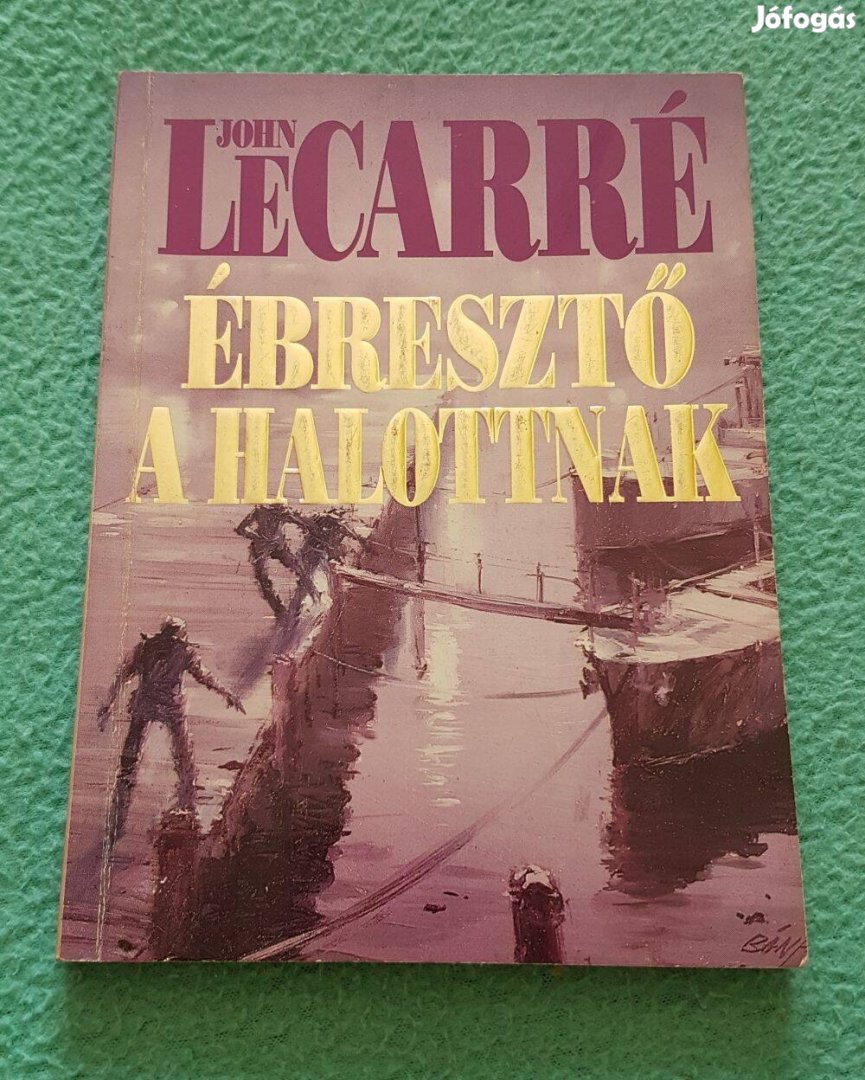 Jófogás
JOHN
LECARRÉ
ÉBRESZTŐ
A HALOTTNAK